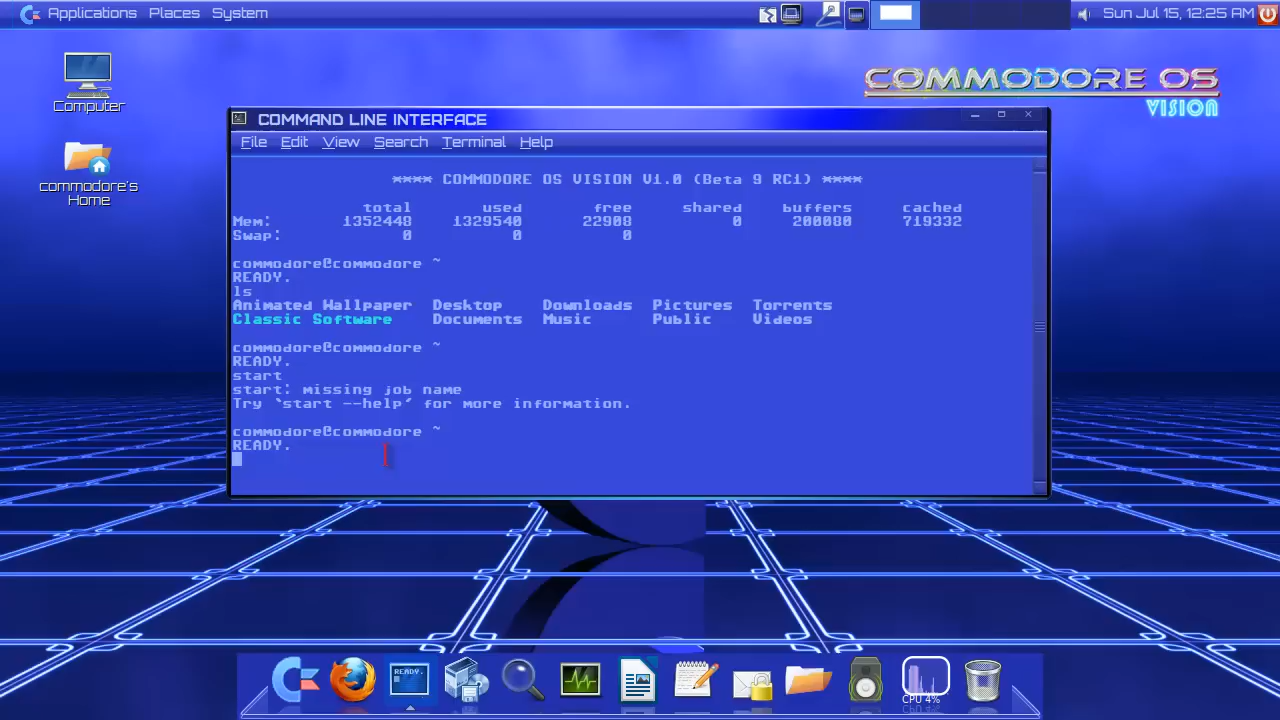 Applications Places System
Sun Jul 15, 12:25 AM
Computer
commodore's
Home
COMMODORE OS
VISION
COMMAND LINE INTERFACE
File Edit View Search Terminal Help
**** COMMODORE OS VISION V1.0 (Beta 9 RC1) ****
total used free shared buffers cached
Mem: 1352448 1329540 22908 0 200080 719332
Swap: 0 0 0
commodore@commodore ~
READY.
ls
Animated Wallpaper Desktop Downloads Pictures Torrents
Classic Software Documents Music Public Videos
commodore@commodore ~
READY.
start
start: missing job name
Try `start --help' for more information.
commodore@commodore ~
READY.
READY.
CPU 4%